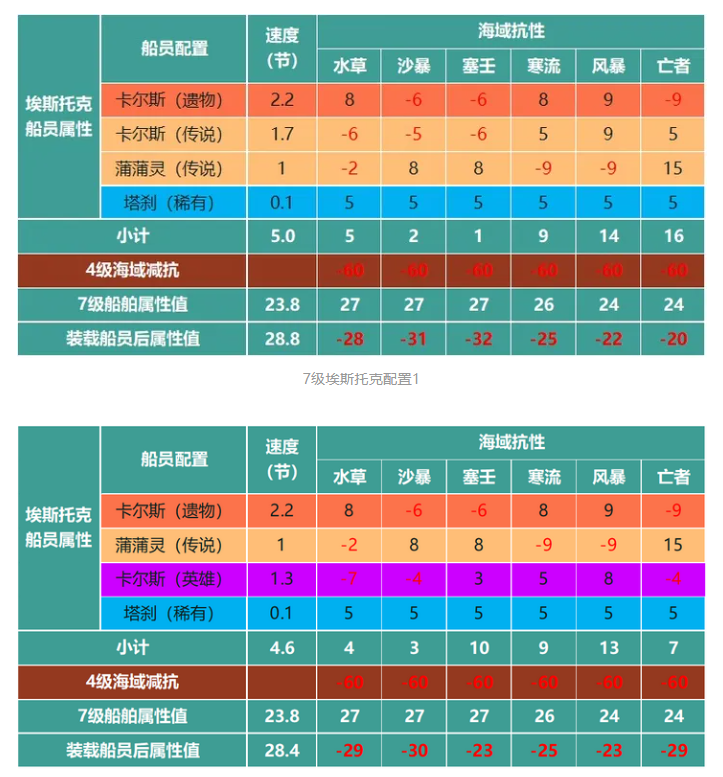 埃斯托克船员属性 船员配置 速度(节) 海域抗性
水草 沙暴 塞壬 寒流 风暴 亡者
卡尔斯（遗物） 2.2 8 -6 -6 8 9 -9
卡尔斯（传说） 1.7 -6 -5 -6 5 9 5
蒲蒲灵（传说） 1 -2 8 8 -9 -9 15
塔刹（稀有） 0.1 5 5 5 5 5 5
小计 5.0 5 2 1 9 14 16
4级海域减抗 -60 -60 -60 -60 -60 -60
7级船舶属性值 23.8 27 27 27 26 24 24
装载船员后属性值 28.8 -28 -31 -32 -25 -22 -20
7级埃斯托克配置1
埃斯托克船员属性 船员配置 速度(节) 海域抗性
水草 沙暴 塞壬 寒流 风暴 亡者
卡尔斯（遗物） 2.2 8 -6 -6 8 9 -9
蒲蒲灵（传说） 1 -2 8 8 -9 -9 15
卡尔斯（英雄） 1.3 -7 -4 3 5 8 -4
塔刹（稀有） 0.1 5 5 5 5 5 5
小计 4.6 4 3 10 9 13 7
4级海域减抗 -60 -60 -60 -60 -60 -60
7级船舶属性值 23.8 27 27 27 26 24 24
装载船员后属性值 28.4 -29 -30 -23 -25 -23 -29